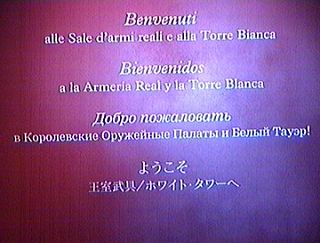 Benvenuti
alle Sale d'armi reali e alla Torre Bianca
Bienvenidos
a la Armería Real y la Torre Blanca
Добро пожаловать
в Королевские Оружейные Палаты и Белый Тауэр!
ようこそ
王室武具/ホワイト・タワーへ